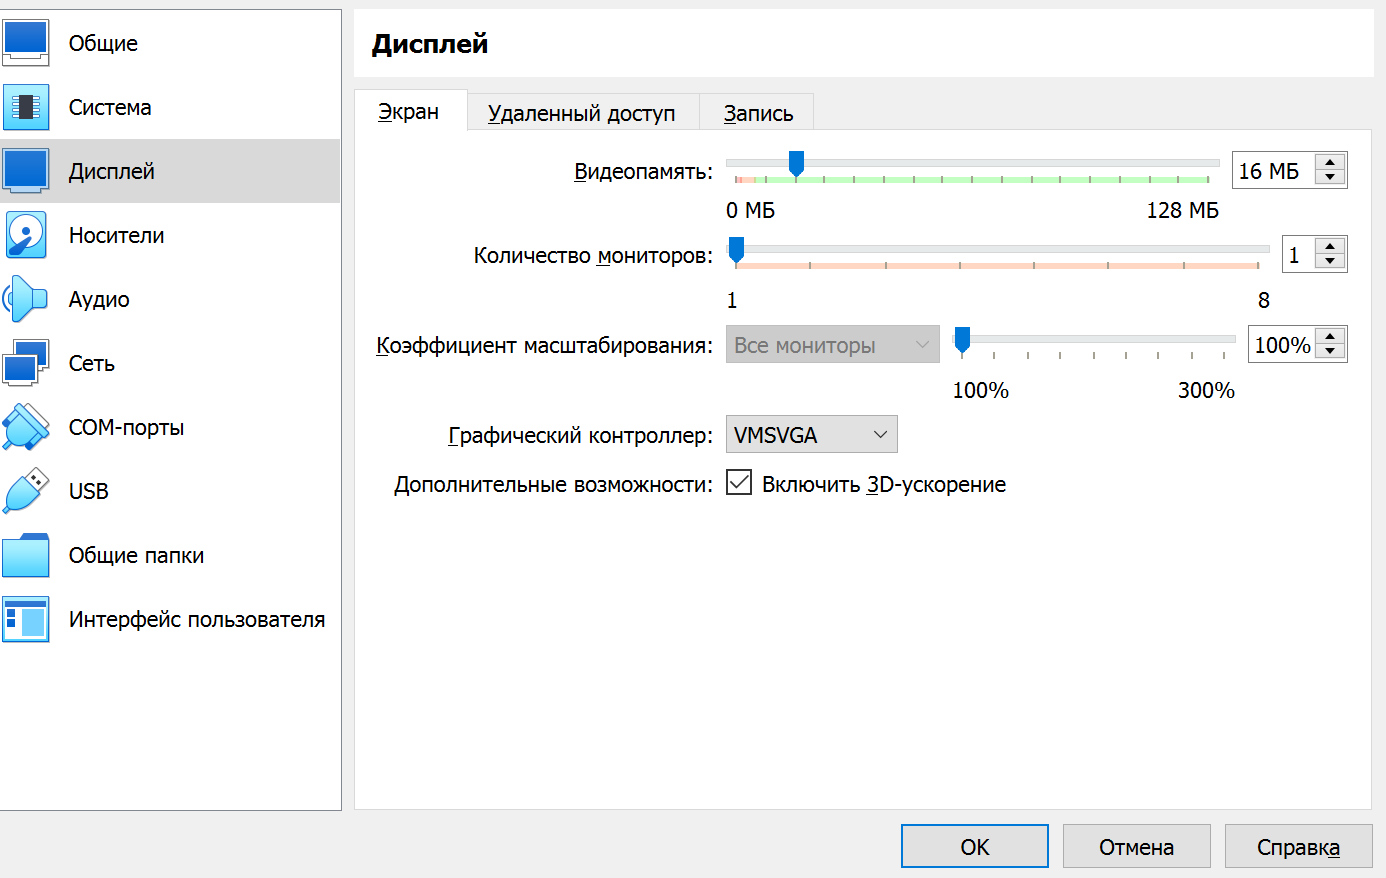 Общие
Система
Дисплей
Носители
Аудио
Сеть
COM-порты
USB
Общие папки
Интерфейс пользователя
Дисплей
Экран
Удаленный доступ
Запись
Видеопамять:
16 МБ
0 МБ
128 МБ
Количество мониторов:
1
1
8
Коэффициент масштабирования:
Все мониторы
100%
100%
300%
Графический контроллер:
VMSVGA
Дополнительные возможности:
Включить 3D-ускорение
OK
Отмена
Справка